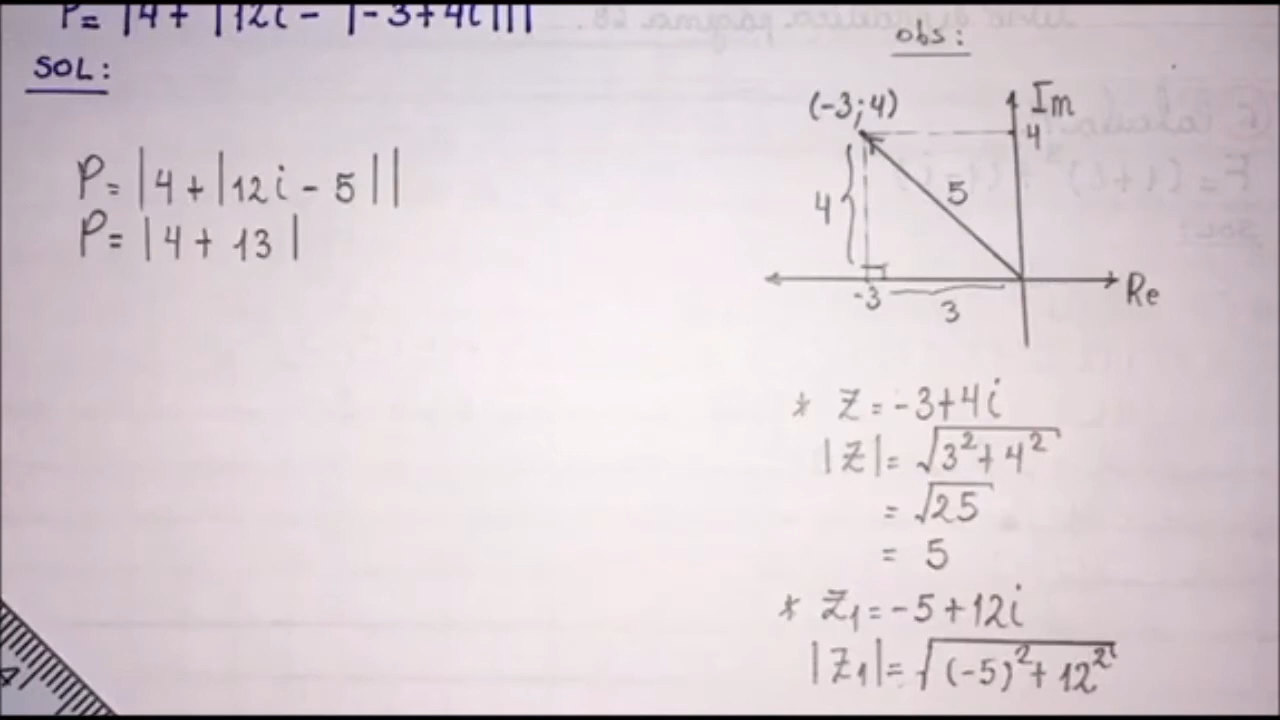 P= |4+ |12i - |-3+4i|||
SOL:
P= |4+|12i - 5||
P= |4+ 13|
obs:
(-3;4)
Im
4
4
5
-3
3
Re
* Z = -3+4i
|Z|= √3²+4²
= √25
= 5
* Z₁= -5+12i
|Z₁|= √(-5)²+12²